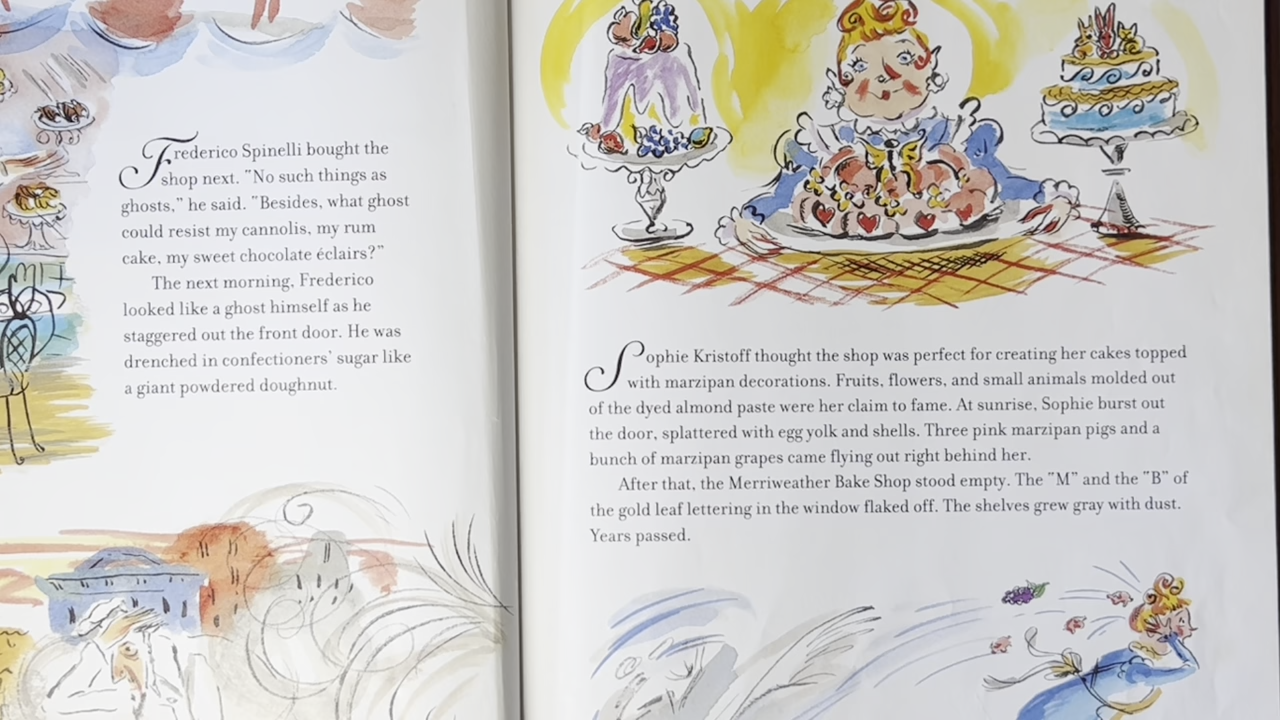 Frederico Spinelli bought the
shop next. "No such things as
ghosts," he said. "Besides, what ghost
could resist my cannolis, my rum
cake, my sweet chocolate éclairs?"
The next morning, Frederico
looked like a ghost himself as he
staggered out the front door. He was
drenched in confectioners' sugar like
a giant powdered doughnut.
Sophie Kristoff thought the shop was perfect for creating her cakes topped
with marzipan decorations. Fruits, flowers, and small animals molded out
of the dyed almond paste were her claim to fame. At sunrise, Sophie burst out
the door, splattered with egg yolk and shells. Three pink marzipan pigs and a
bunch of marzipan grapes came flying out right behind her.
After that, the Merriweather Bake Shop stood empty. The "M" and the "B" of
the gold leaf lettering in the window flaked off. The shelves grew gray with dust.
Years passed.